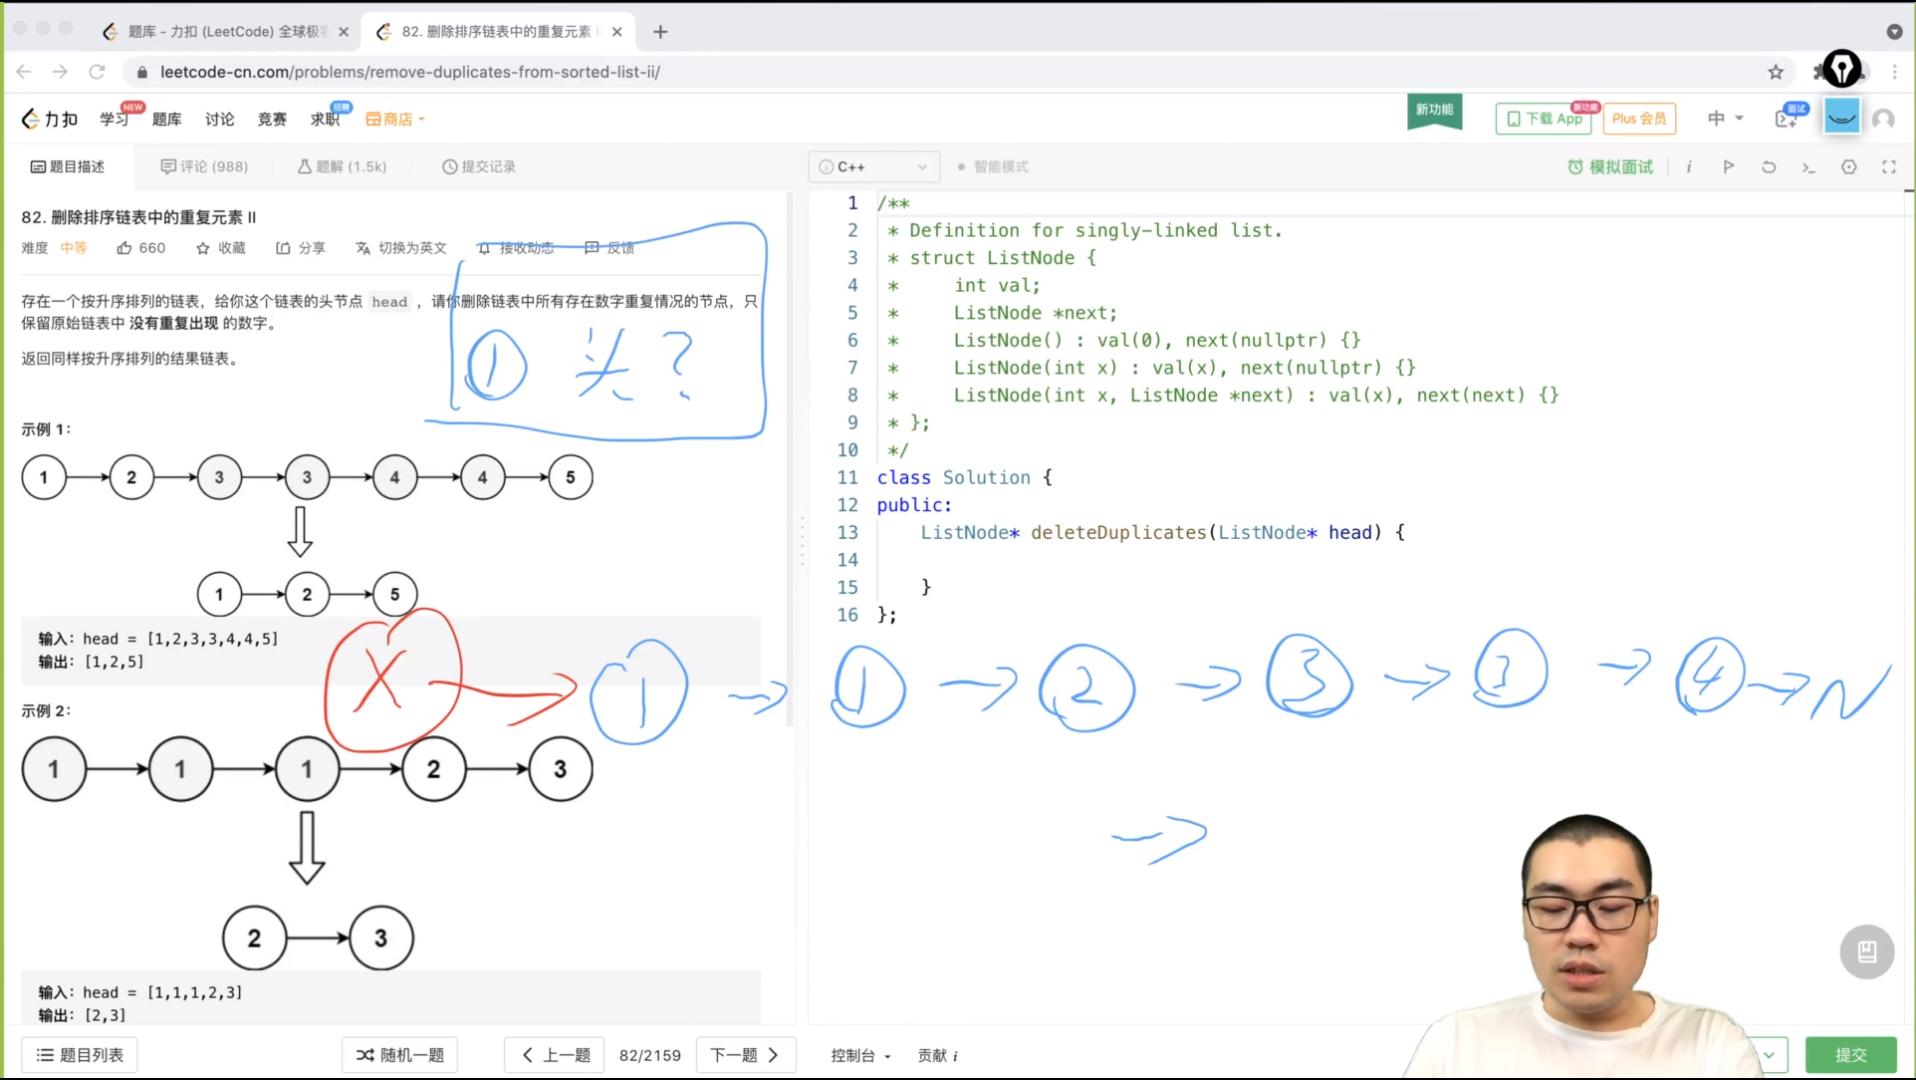 题库 - 力扣 (LeetCode) 全球极客
82. 删除排序链表中的重复元素 II
leetcode-cn.com/problems/remove-duplicates-from-sorted-list-ii/
力扣 学习 NEW 题库 讨论 竞赛 求职 招聘 商店
新功能 下载 App 新功能 Plus 会员 中 面试
题目描述 评论 (988) 题解 (1.5k) 提交记录
C++ 智能模式 模拟面试
82. 删除排序链表中的重复元素 II
难度 中等 660 收藏 分享 切换为英文 接收动态 反馈
存在一个按升序排列的链表，给你这个链表的头节点 head ，请你删除链表中所有存在数字重复情况的节点，只
保留原始链表中 没有重复出现 的数字。
返回同样按升序排列的结果链表。
① 头?
示例 1:
1 2 3 3 4 4 5
1 2 5
输入: head = [1,2,3,3,4,4,5]
输出: [1,2,5]
示例 2:
1 1 1 2 3
2 3
输入: head = [1,1,1,2,3]
输出: [2,3]
1 /**
2 * Definition for singly-linked list.
3 * struct ListNode {
4 *     int val;
5 *     ListNode *next;
6 *     ListNode() : val(0), next(nullptr) {}
7 *     ListNode(int x) : val(x), next(nullptr) {}
8 *     ListNode(int x, ListNode *next) : val(x), next(next) {}
9 * };
10 */
11 class Solution {
12 public:
13     ListNode* deleteDuplicates(ListNode* head) {
14
15     }
16 };
X → 1 → 1 → 2 → 3 → 3 → 4 → N
→
题目列表 随机一题 上一题 82/2159 下一题 控制台 贡献 i 提交